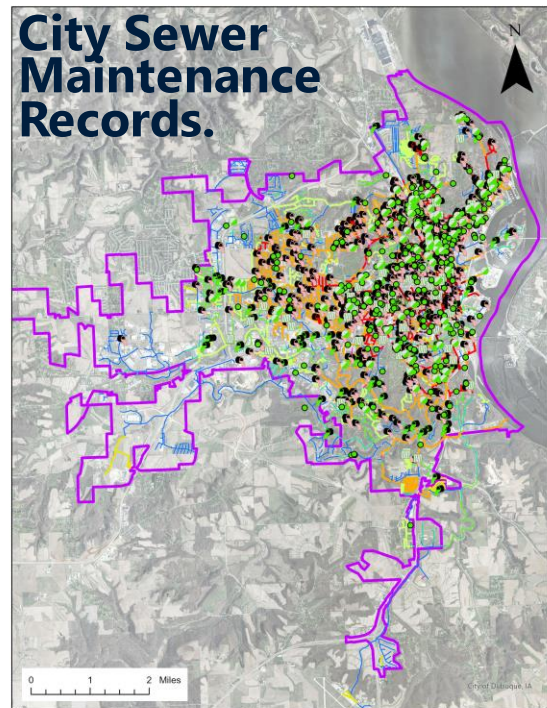 City Sewer
Maintenance
Records.
N
0 1 2 Miles
City of Dubuque, IA